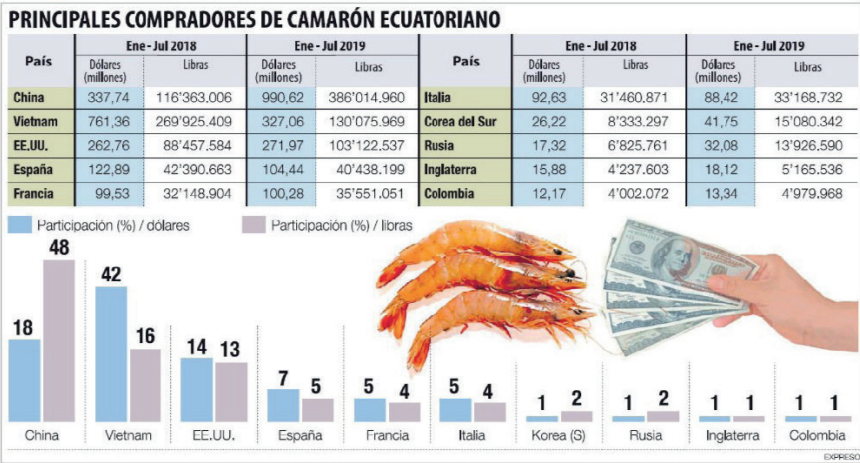 PRINCIPALES COMPRADORES DE CAMARÓN ECUATORIANO
País Ene - Jul 2018 Ene - Jul 2019 País Ene - Jul 2018 Ene - Jul 2019
Dólares (millones) Libras Dólares (millones) Libras Dólares (millones) Libras Dólares (millones) Libras
China 337,74 116'363.006 990,62 386'014.960 Italia 92,63 31'460.871 88,42 33'168.732
Vietnam 761,36 269'925.409 327,06 130'075.969 Corea del Sur 26,22 8'333.297 41,75 15'080.342
EE.UU. 262,76 88'457.584 271,97 103'122.537 Rusia 17,32 6'825.761 32,08 13'926.590
España 122,89 42'390.663 104,44 40'438.199 Inglaterra 15,88 4'237.603 18,12 5'165.536
Francia 99,53 32'148.904 100,28 35'551.051 Colombia 12,17 4'002.072 13,34 4'979.968
Participación (%) / dólares Participación (%) / libras
18 48 42 16 14 13 7 5 5 4 5 4 1 2 1 2 1 1 1 1
China Vietnam EE.UU. España Francia Italia Korea (S) Rusia Inglaterra Colombia
EXPRESO